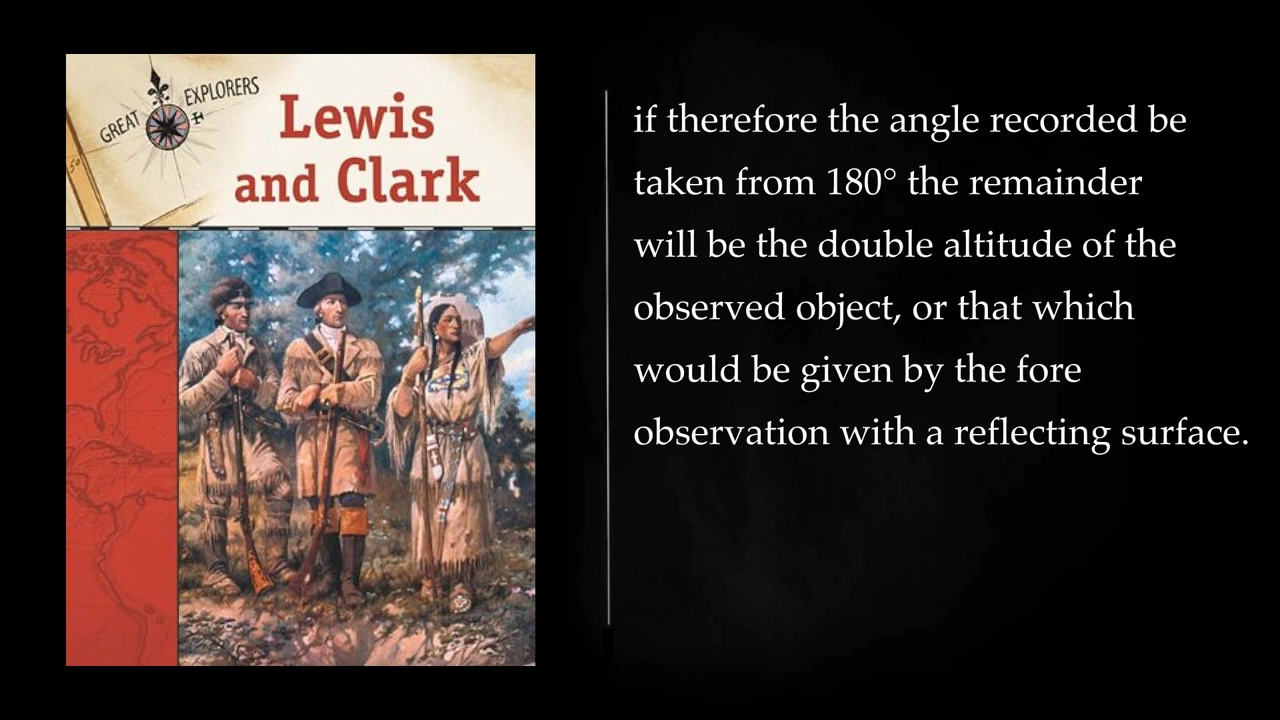 GREAT EXPLORERS
Lewis
and Clark
if therefore the angle recorded be
taken from 180° the remainder
will be the double altitude of the
observed object, or that which
would be given by the fore
observation with a reflecting surface.